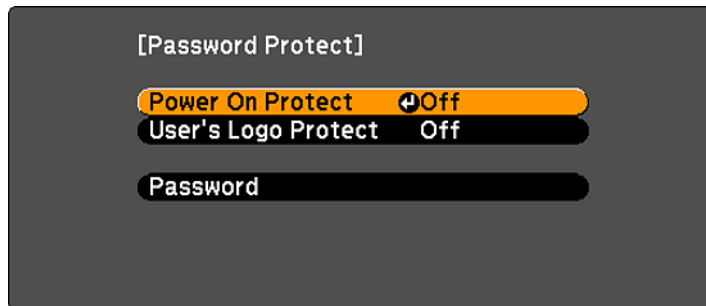 [Password Protect]
Power On Protect Off
User's Logo Protect Off
Password